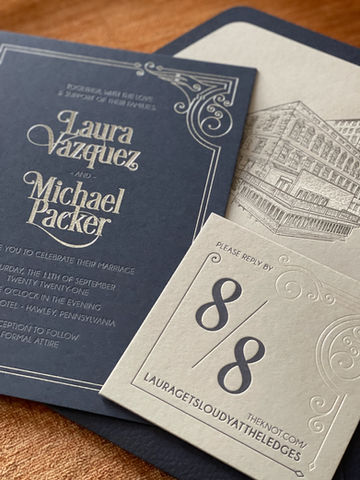 TOGETHER, WITH THE LOVE
& SUPPORT OF THEIR FAMILIES,
Laura
Vazquez
- AND -
Michael
Packer
YOU TO CELEBRATE THEIR MARRIAGE
SATURDAY, THE 11TH OF SEPTEMBER
TWENTY TWENTY-ONE
O'CLOCK IN THE EVENING
HOTEL - HAWLEY, PENNSYLVANIA
RECEPTION TO FOLLOW
FORMAL ATTIRE
PLEASE REPLY BY
8/8
THEKNOT.COM/
LAURAGETSLOUDYATTHELEDGES